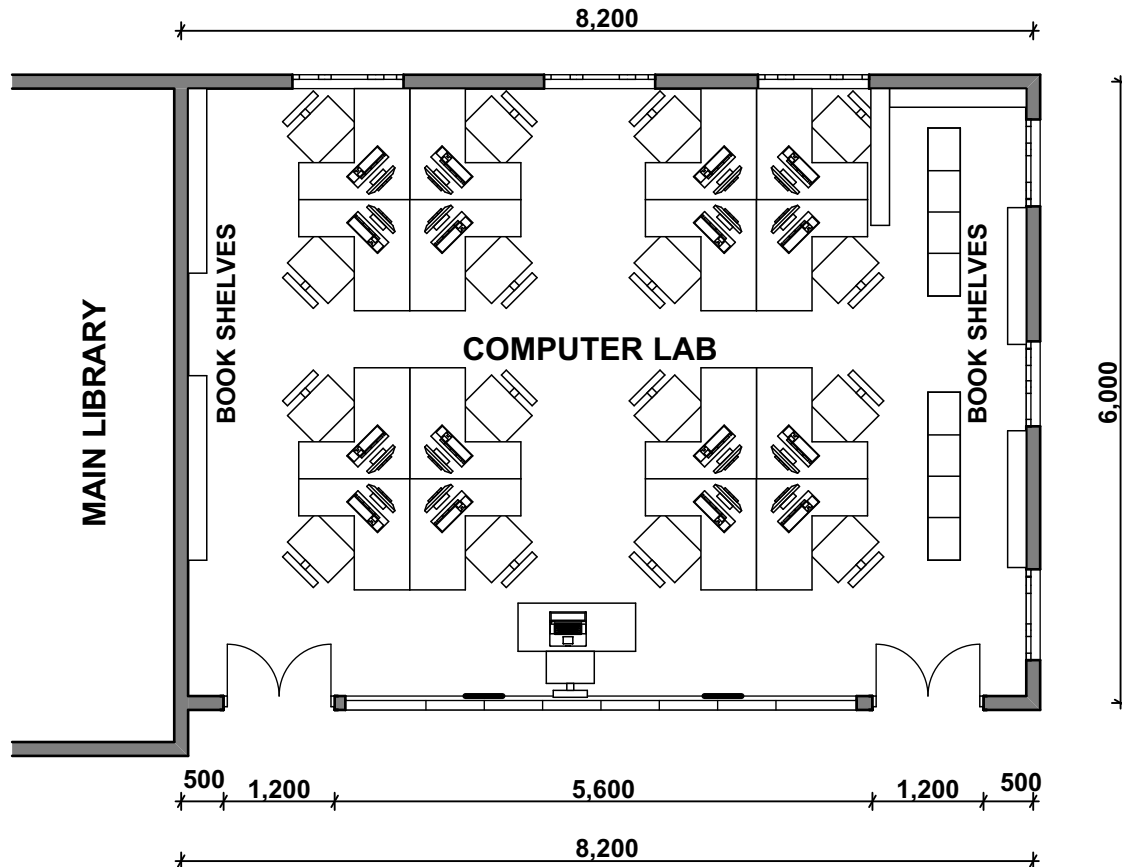 8,200
MAIN LIBRARY
BOOK SHELVES
COMPUTER LAB
BOOK SHELVES
6,000
500
1,200
5,600
1,200
500
8,200